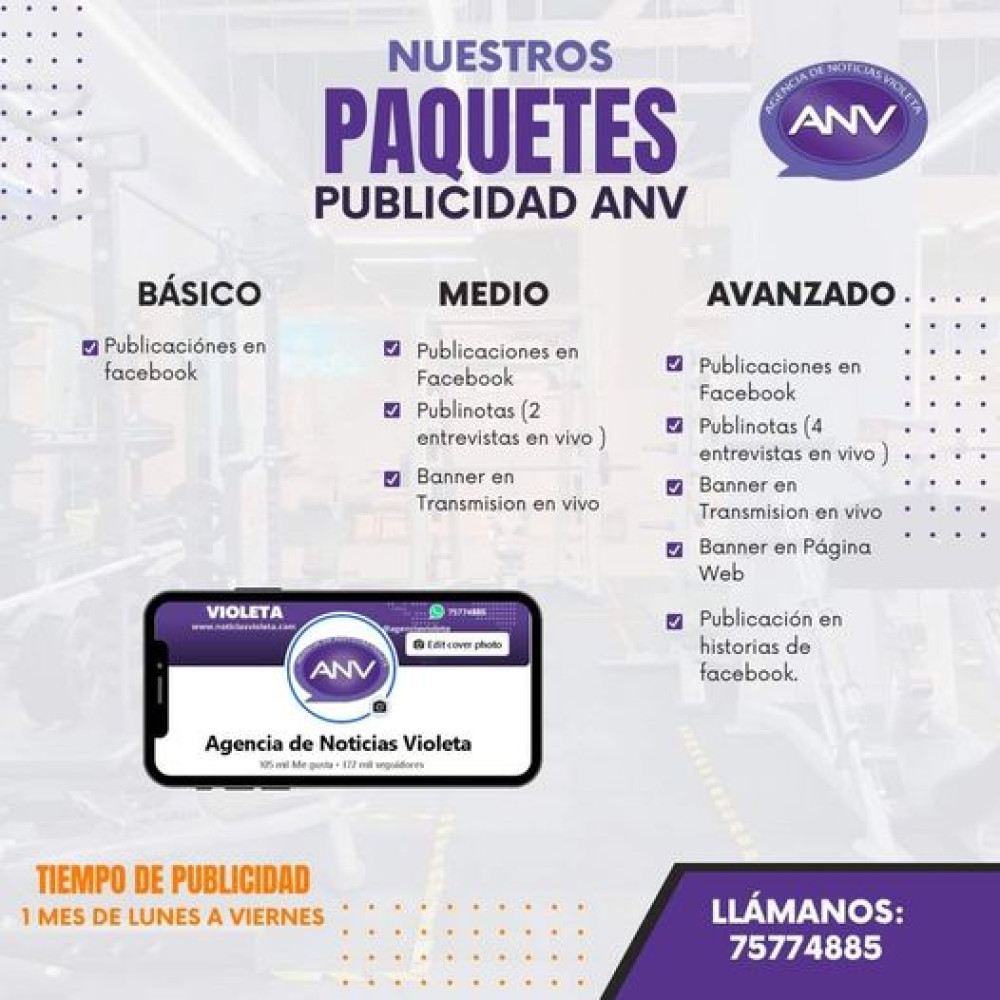 NUESTROS
PAQUETES
PUBLICIDAD ANV
AGENCIA DE NOTICIAS VIOLETA
ANV
BÁSICO
Publicaciónes en
facebook
MEDIO
Publicaciones en
Facebook
Publinotas (2
entrevistas en vivo )
Banner en
Transmision en vivo
AVANZADO
Publicaciones en
Facebook
Publinotas (4
entrevistas en vivo )
Banner en
Transmision en vivo
Banner en Página
Web
Publicación en
historias de
facebook.
VIOLETA
www.noticiasvioleta.com
75774885
Edit cover photo
ANV
Agencia de Noticias Violeta
105 mil Me gusta • 172 mil seguidores
TIEMPO DE PUBLICIDAD
1 MES DE LUNES A VIERNES
LLÁMANOS:
75774885